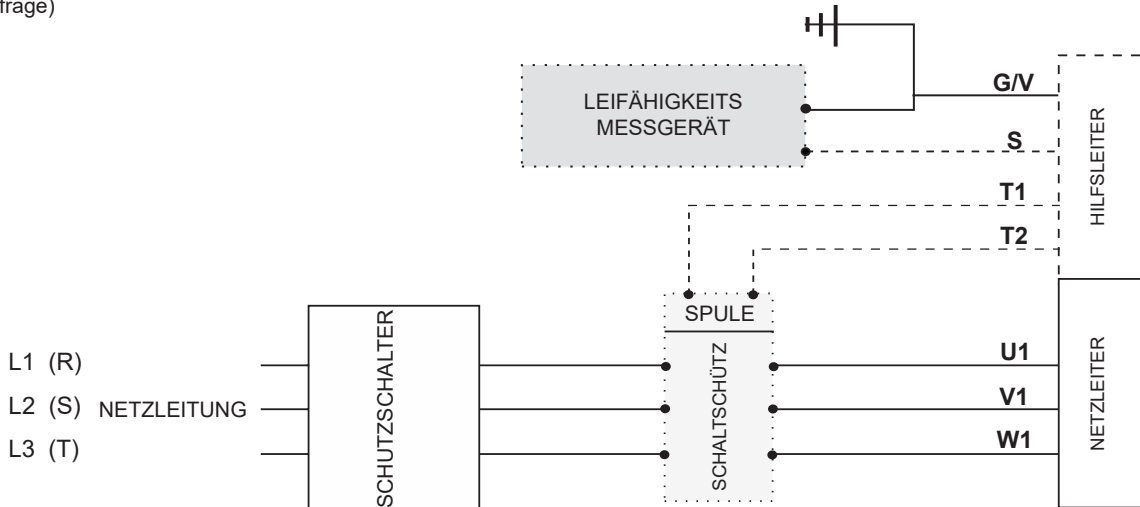 frage)
LEIFÄHIGKEITS
MESSGERÄT
G/V
S
T1
T2
HILFSLEITER
SPULE
SCHALTSCHÜTZ
SCHUTZSCHALTER
L1 (R)
L2 (S) NETZLEITUNG
L3 (T)
U1
V1
W1
NETZLEITER